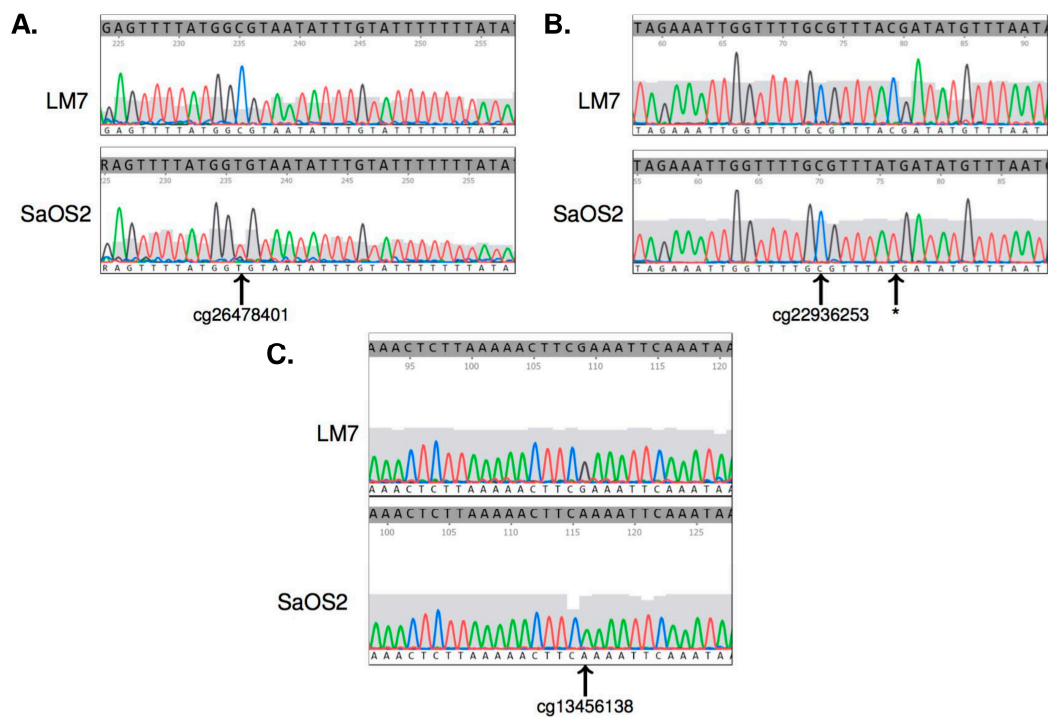 A.
GAGTTTTATGGCGTAATATTTGTATTTTTTTATA
225 230 235 240 245 250 255
LM7
GAGTTTTATGGCGTAATATTTGTATTTTTTTATA
RAGTTTTATGGTGTAATATTTGTATTTTTTTATA
225 230 235 240 245 250 255
SaOS2
RAGTTTTATGGTGTAATATTTGTATTTTTTTATA
cg26478401
B.
TAGAAATTGGTTTTGCGTTTACGATATGTTTAATA
60 65 70 75 80 85 90
LM7
TAGAAATTGGTTTTGCGTTTACGATATGTTTAAT
TAGAAATTGGTTTTGCGTTTATGATATGTTTAAT
55 60 65 70 75 80 85
SaOS2
TAGAAATTGGTTTTGCGTTTATGATATGTTTAAT
cg22936253 *
C.
AAACTCTTAAAAACTTCGAAATTCAAATAA
95 100 105 110 115 120
LM7
AAACTCTTAAAAACTTCGAAATTCAAATAA
AAACTCTTAAAAACTTCAAAATTCAAATAA
100 105 110 115 120 125
SaOS2
AAACTCTTAAAAACTTCAAAATTCAAATAA
cg13456138